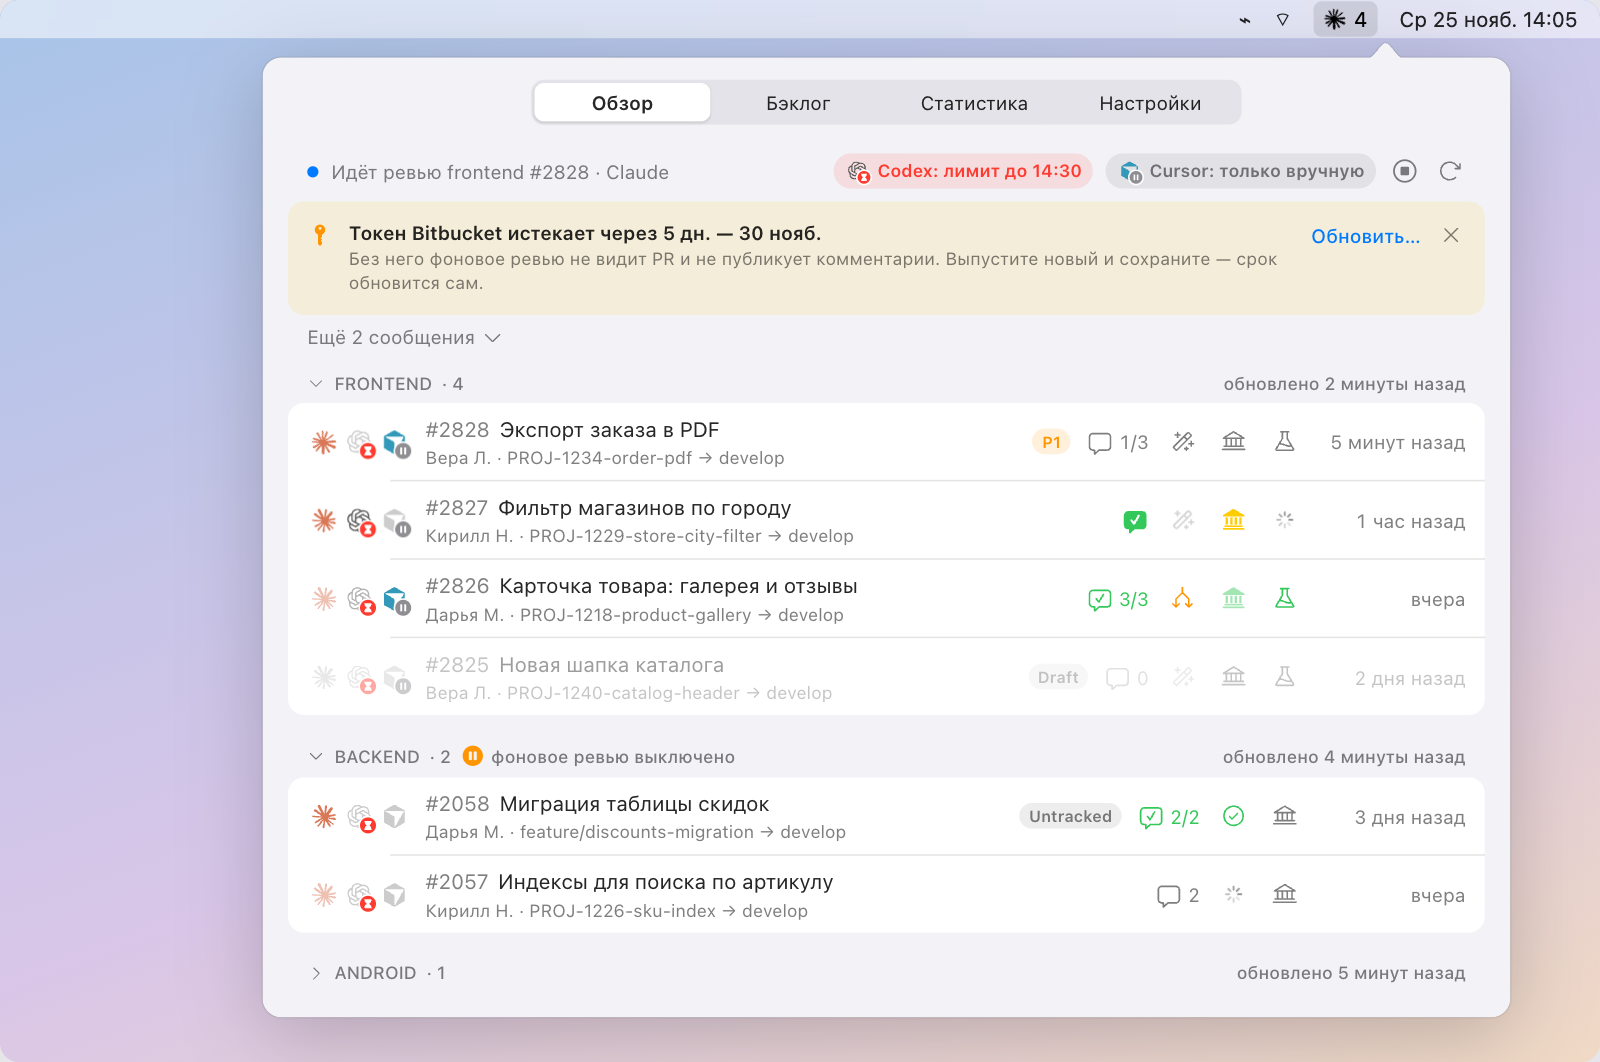 4 Ср 25 нояб. 14:05
Обзор Бэклог Статистика Настройки
Идёт ревью frontend #2828 · Claude Codex: лимит до 14:30 Cursor: только вручную
Токен Bitbucket истекает через 5 дн. — 30 нояб. Обновить...
Без него фоновое ревью не видит PR и не публикует комментарии. Выпустите новый и сохраните — срок
обновится сам.
Ещё 2 сообщения
FRONTEND · 4 обновлено 2 минуты назад
#2828 Экспорт заказа в PDF P1 1/3 5 минут назад
Вера Л. · PROJ-1234-order-pdf → develop
#2827 Фильтр магазинов по городу 1 час назад
Кирилл Н. · PROJ-1229-store-city-filter → develop
#2826 Карточка товара: галерея и отзывы 3/3 вчера
Дарья М. · PROJ-1218-product-gallery → develop
#2825 Новая шапка каталога Draft 0 2 дня назад
Вера Л. · PROJ-1240-catalog-header → develop
BACKEND · 2 фоновое ревью выключено обновлено 4 минуты назад
#2058 Миграция таблицы скидок Untracked 2/2 3 дня назад
Дарья М. · feature/discounts-migration → develop
#2057 Индексы для поиска по артикулу 2 вчера
Кирилл Н. · PROJ-1226-sku-index → develop
ANDROID · 1 обновлено 5 минут назад